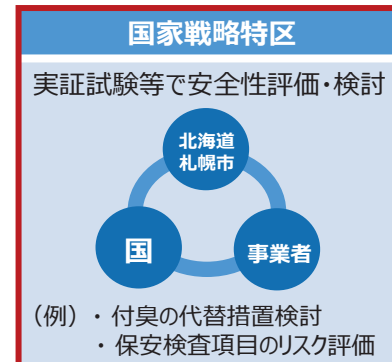 国家戦略特区
実証試験等で安全性評価・検討
北海道
札幌市
国
事業者
（例）・付臭の代替措置検討
・保安検査項目のリスク評価